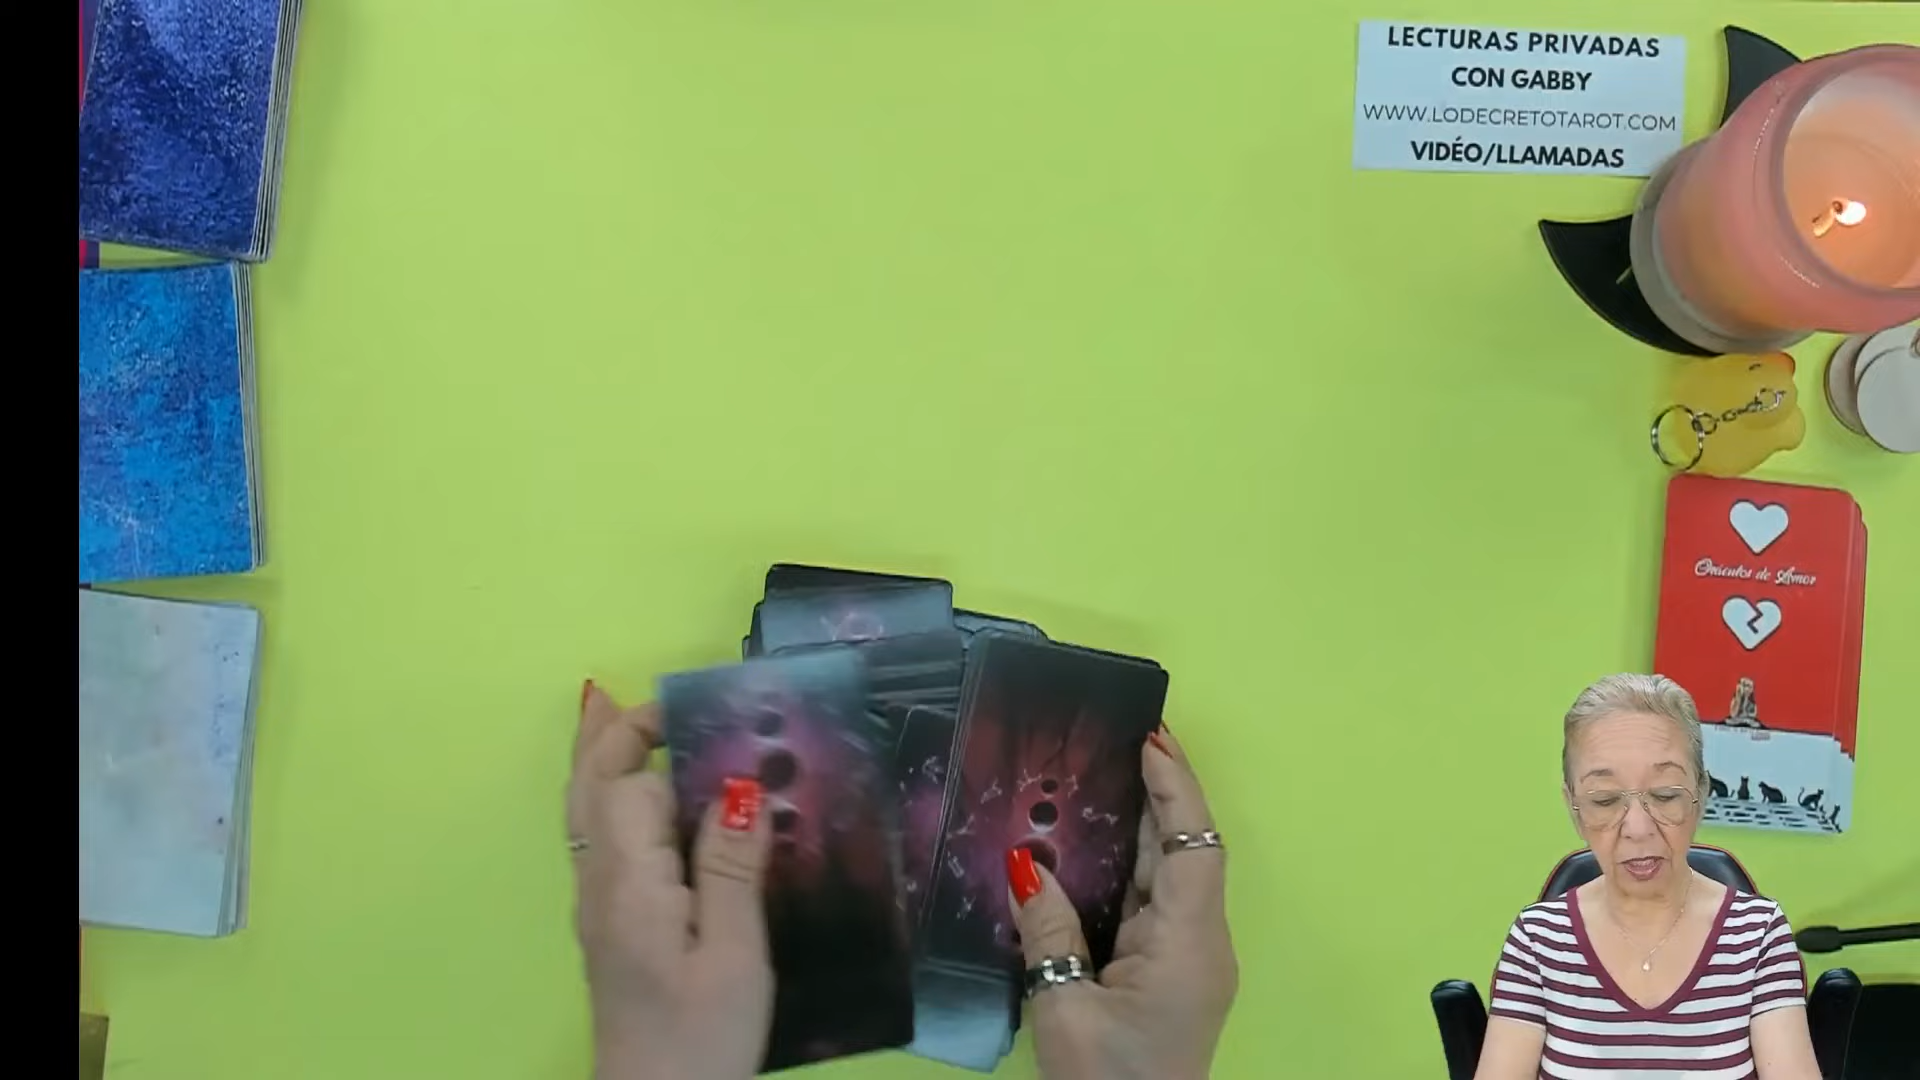 LECTURAS PRIVADAS
CON GABBY
WWW.LODECRETOTAROT.COM
VIDÉO/LLAMADAS
Oráculos de Amor